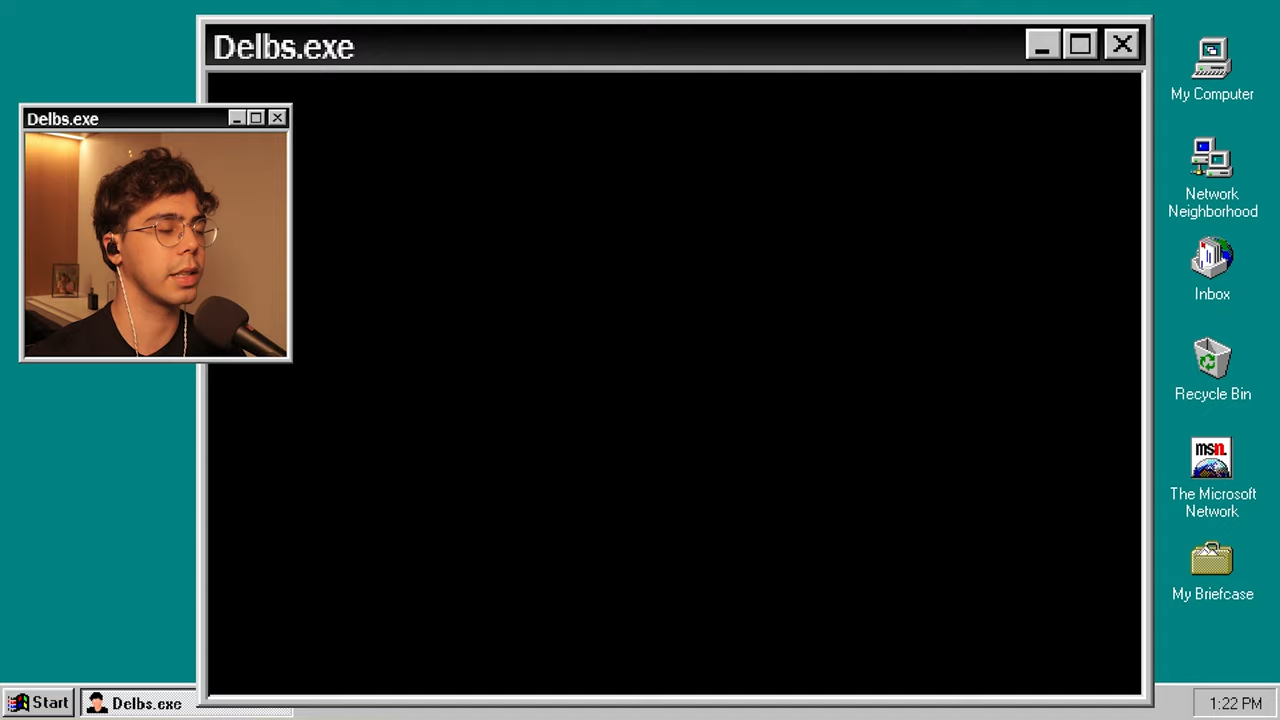 Delbs.exe
Delbs.exe
My Computer
Network
Neighborhood
Inbox
Recycle Bin
msn.
The Microsoft
Network
My Briefcase
Start
Delbs.exe
1:22 PM